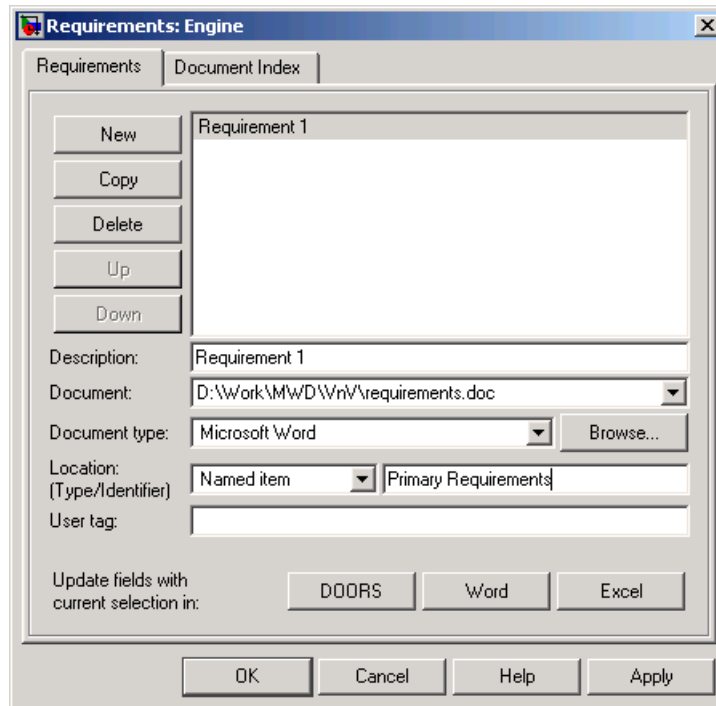 Requirements: Engine
Requirements
Document Index
New
Copy
Delete
Up
Down
Requirement 1
Description:
Requirement 1
Document:
D:\Work\MWD\VnV\requirements.doc
Document type:
Microsoft Word
Browse...
Location:
(Type/Identifier)
Named item
Primary Requirements
User tag:
Update fields with
current selection in:
DOORS
Word
Excel
OK
Cancel
Help
Apply